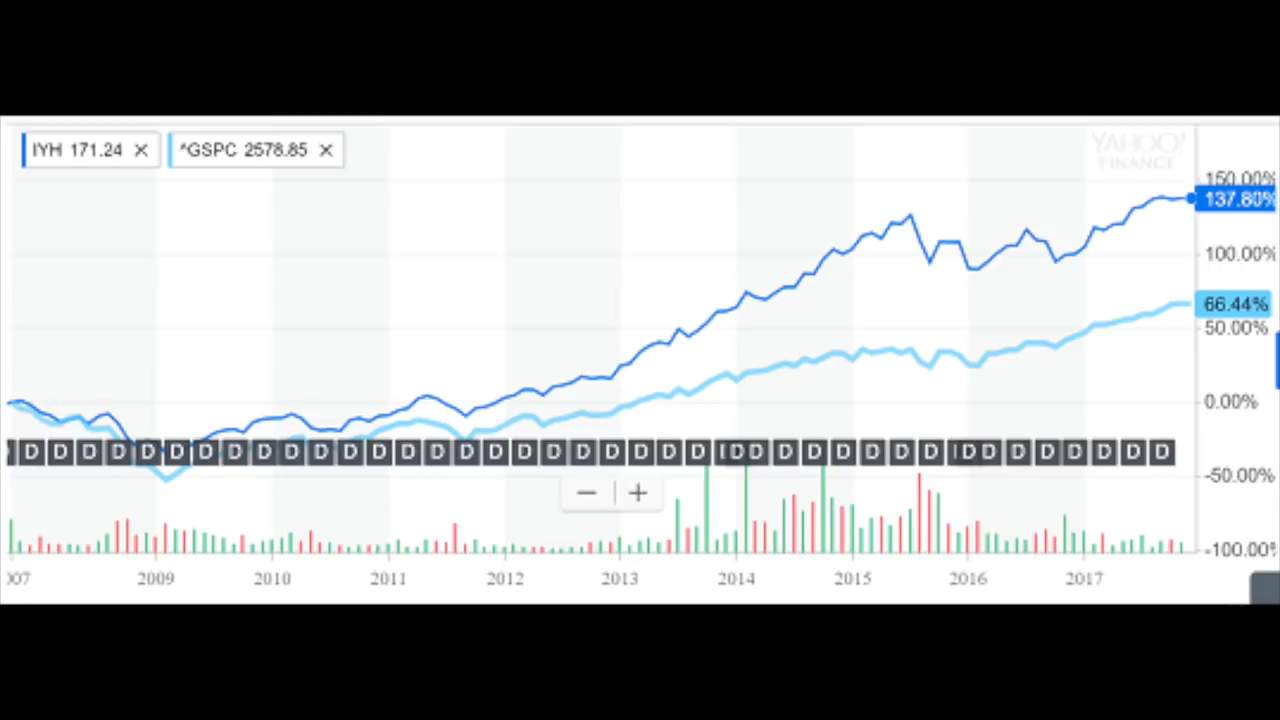 IYH 171.24 × ^GSPC 2578.85 ×
YAHOO!
FINANCE
150.00%
137.80%
100.00%
66.44%
50.00%
0.00%
D D D D D D D D D D D D D D D D D D D D D D D D D D D D D D D D D D D D D D D D
-50.00%
− +
-100.00%
007 2009 2010 2011 2012 2013 2014 2015 2016 2017